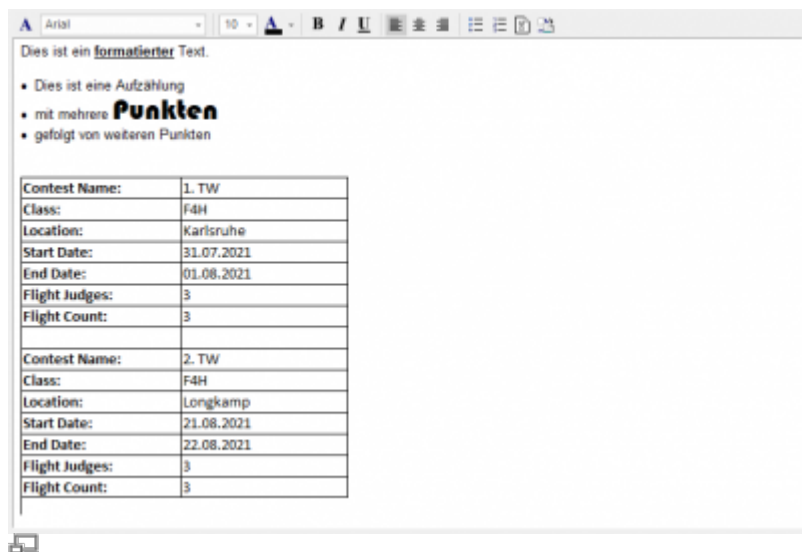 A Arial 10 A B I U
Dies ist ein formatierter Text.
• Dies ist eine Aufzählung
• mit mehrere Punkten
• gefolgt von weiteren Punkten
Contest Name: 1. TW
Class: F4H
Location: Karlsruhe
Start Date: 31.07.2021
End Date: 01.08.2021
Flight Judges: 3
Flight Count: 3
Contest Name: 2. TW
Class: F4H
Location: Longkamp
Start Date: 21.08.2021
End Date: 22.08.2021
Flight Judges: 3
Flight Count: 3